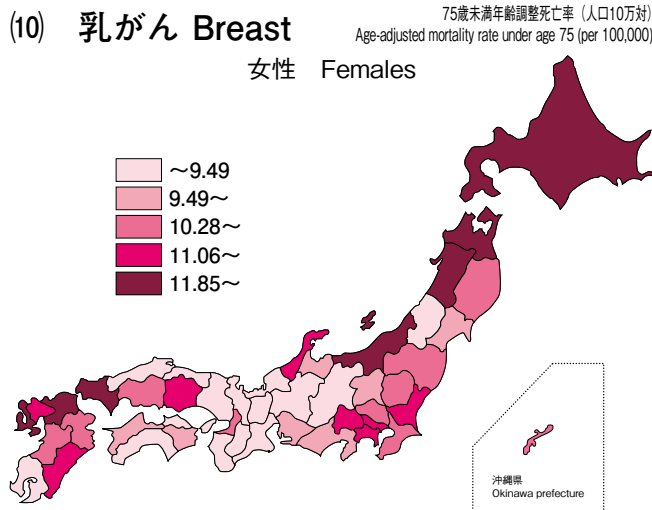 ⑽ 乳がん Breast
75歳未満年齢調整死亡率（人口10万対）
Age-adjusted mortality rate under age 75 (per 100,000)
女性 Females
～9.49
9.49～
10.28～
11.06～
11.85～
沖縄県
Okinawa prefecture